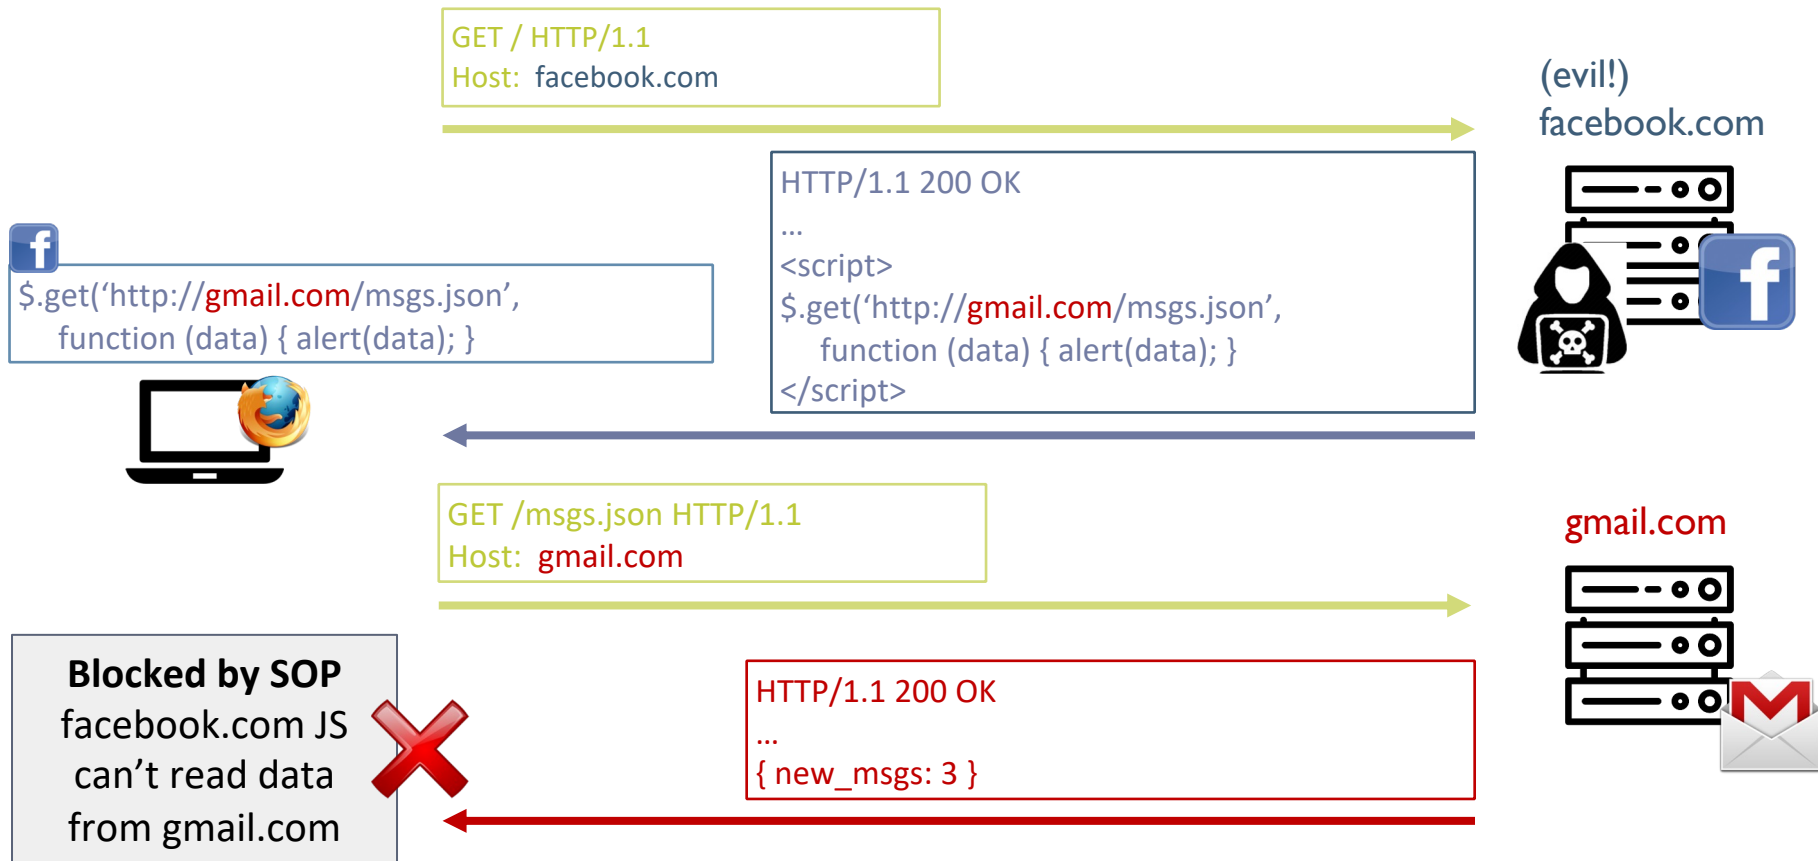 GET / HTTP/1.1
Host: facebook.com
(evil!)
facebook.com
HTTP/1.1 200 OK
...
<script>
$.get(‘http://gmail.com/msgs.json’,
function (data) { alert(data); }
</script>
f
$.get(‘http://gmail.com/msgs.json’,
function (data) { alert(data); }
f
GET /msgs.json HTTP/1.1
Host: gmail.com
gmail.com
Blocked by SOP
facebook.com JS
can’t read data
from gmail.com
HTTP/1.1 200 OK
...
{ new_msgs: 3 }
M